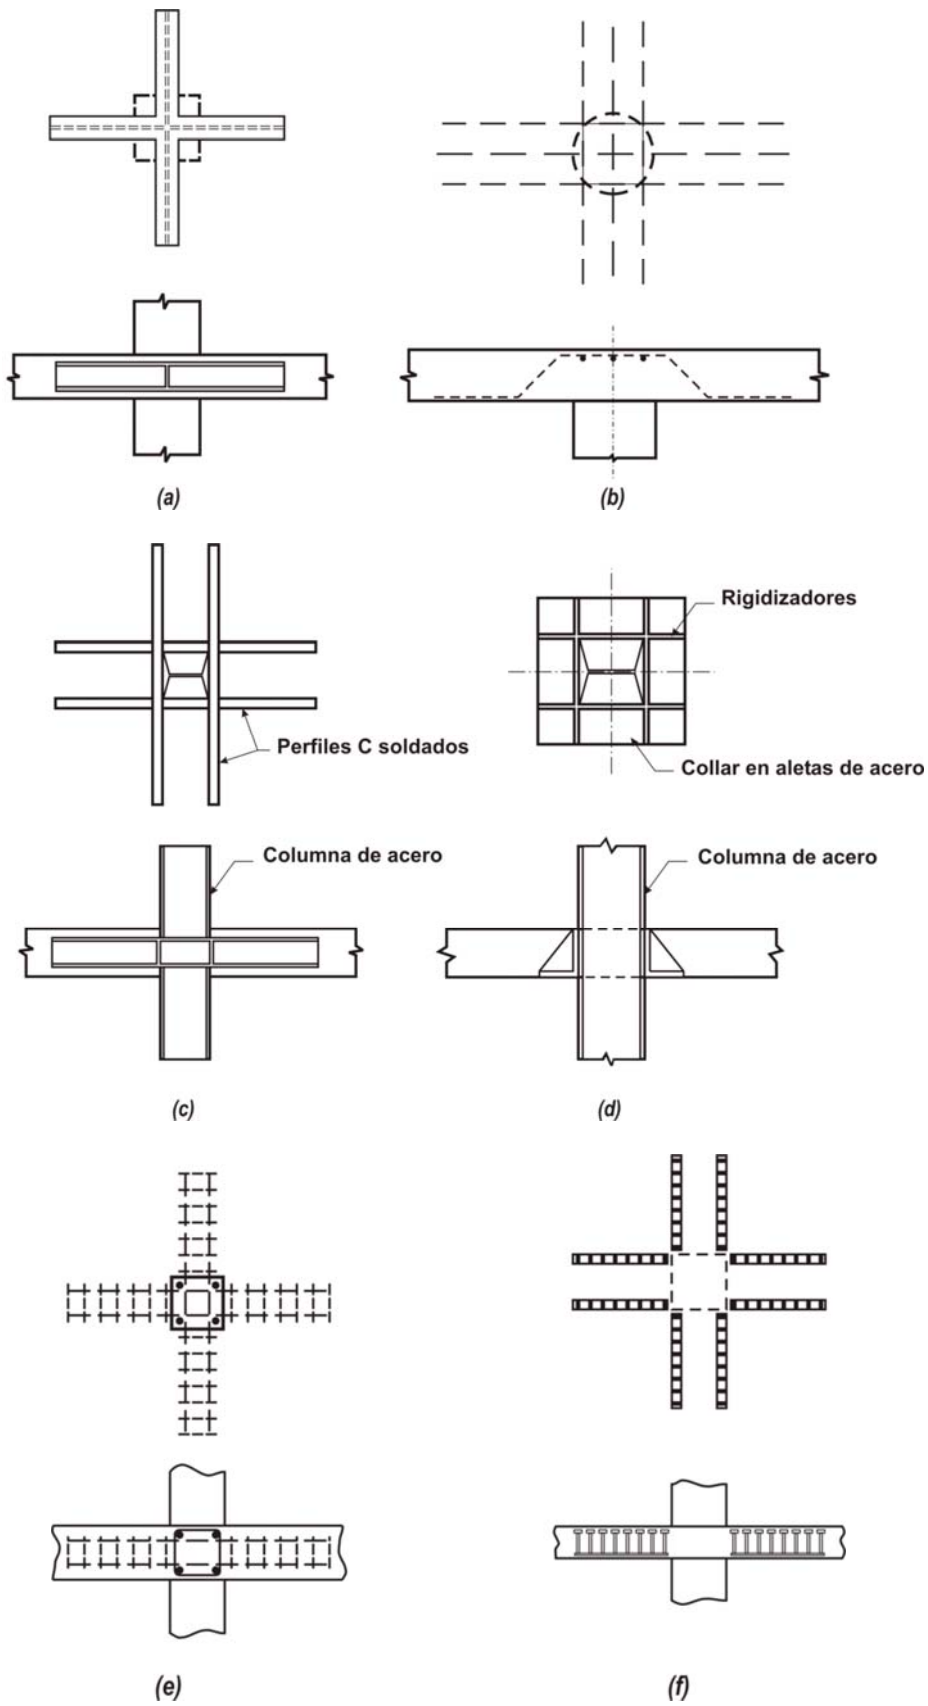 (a)
(b)
Rigidizadores
Perfiles C soldados
Collar en aletas de acero
Columna de acero
Columna de acero
(c)
(d)
(e)
(f)